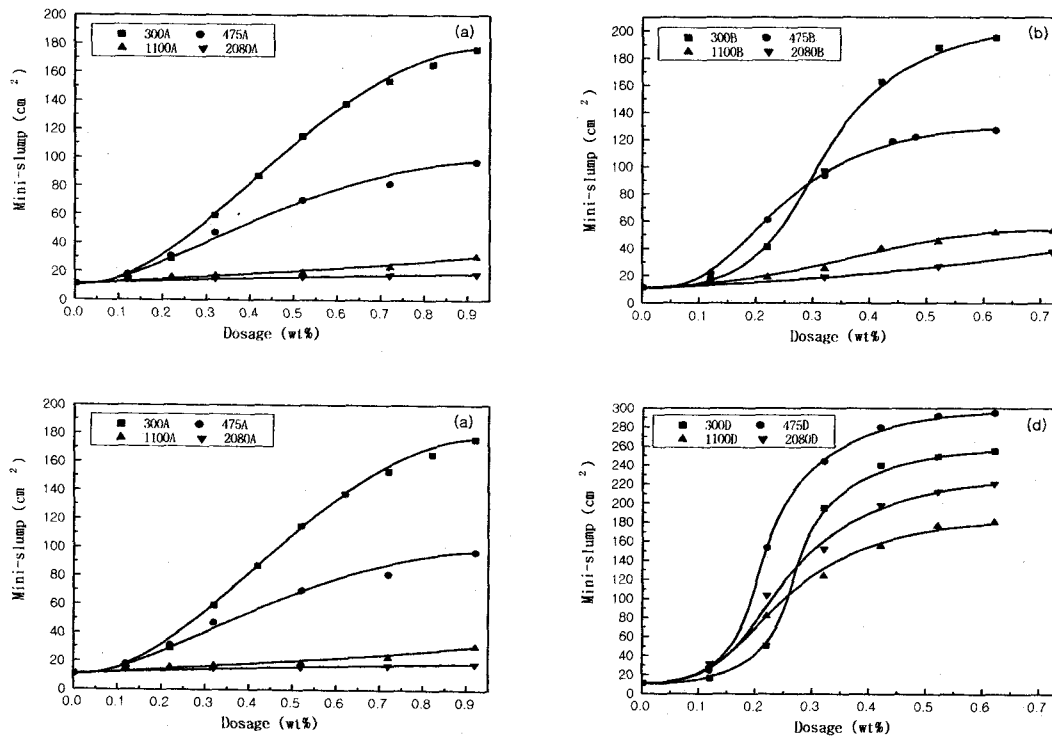 (a)
300A 475A
1100A 2080A
Mini-slump (cm ²)
200
180
160
140
120
100
80
60
40
20
0
0.0 0.1 0.2 0.3 0.4 0.5 0.6 0.7 0.8 0.9
Dosage (wt%)
(b)
300B 475B
1100B 2080B
Mini-slump (cm ²)
200
180
160
140
120
100
80
60
40
20
0
0.0 0.1 0.2 0.3 0.4 0.5 0.6 0.7
Dosage (wt%)
(a)
300A 475A
1100A 2080A
Mini-slump (cm ²)
200
180
160
140
120
100
80
60
40
20
0
0.0 0.1 0.2 0.3 0.4 0.5 0.6 0.7 0.8 0.9
Dosage (wt%)
(d)
300D 475D
1100D 2080D
Mini-slump (cm ²)
300
280
260
240
220
200
180
160
140
120
100
80
60
40
20
0
0.0 0.1 0.2 0.3 0.4 0.5 0.6 0.7
Dosage (wt%)